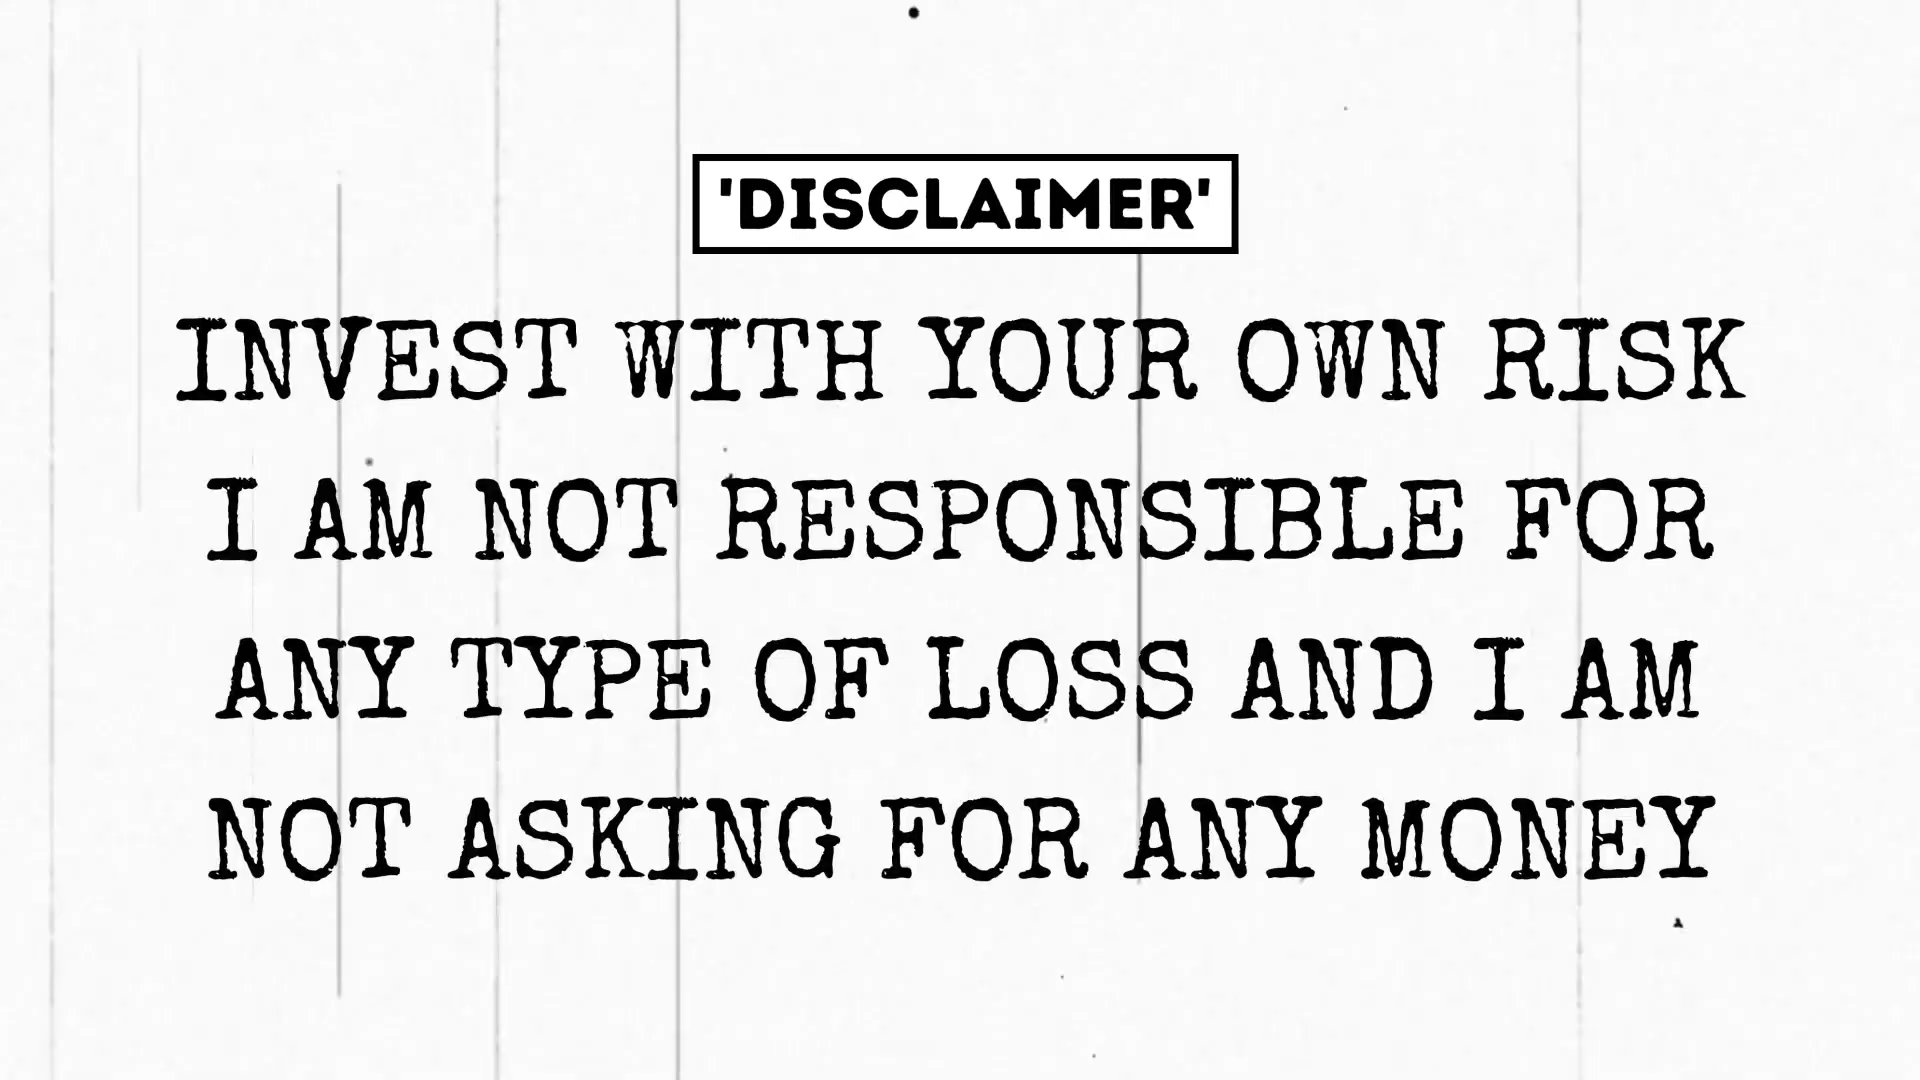 'DISCLAIMER'
INVEST WITH YOUR OWN RISK
I AM NOT RESPONSIBLE FOR
ANY TYPE OF LOSS AND I AM
NOT ASKING FOR ANY MONEY